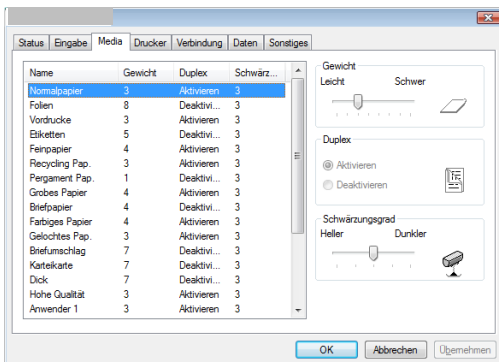 Status Eingabe Media Drucker Verbindung Daten Sonstiges
Name Gewicht Duplex Schwärz...
Normalpapier 3 Aktivieren 3
Folien 8 Deaktivi... 3
Vordrucke 3 Aktivieren 3
Etiketten 5 Deaktivi... 3
Feinpapier 4 Aktivieren 3
Recycling Pap. 3 Aktivieren 3
Pergament Pap. 1 Deaktivi... 3
Grobes Papier 4 Aktivieren 3
Briefpapier 4 Deaktivi... 3
Farbiges Papier 4 Aktivieren 3
Gelochtes Pap. 3 Aktivieren 3
Briefumschlag 7 Deaktivi... 3
Karteikarte 7 Deaktivi... 3
Dick 7 Deaktivi... 3
Hohe Qualität 3 Aktivieren 3
Anwender 1 3 Aktivieren 3
Gewicht
Leicht Schwer
Duplex
Aktivieren
Deaktivieren
Schwärzungsgrad
Heller Dunkler
OK Abbrechen Übernehmen